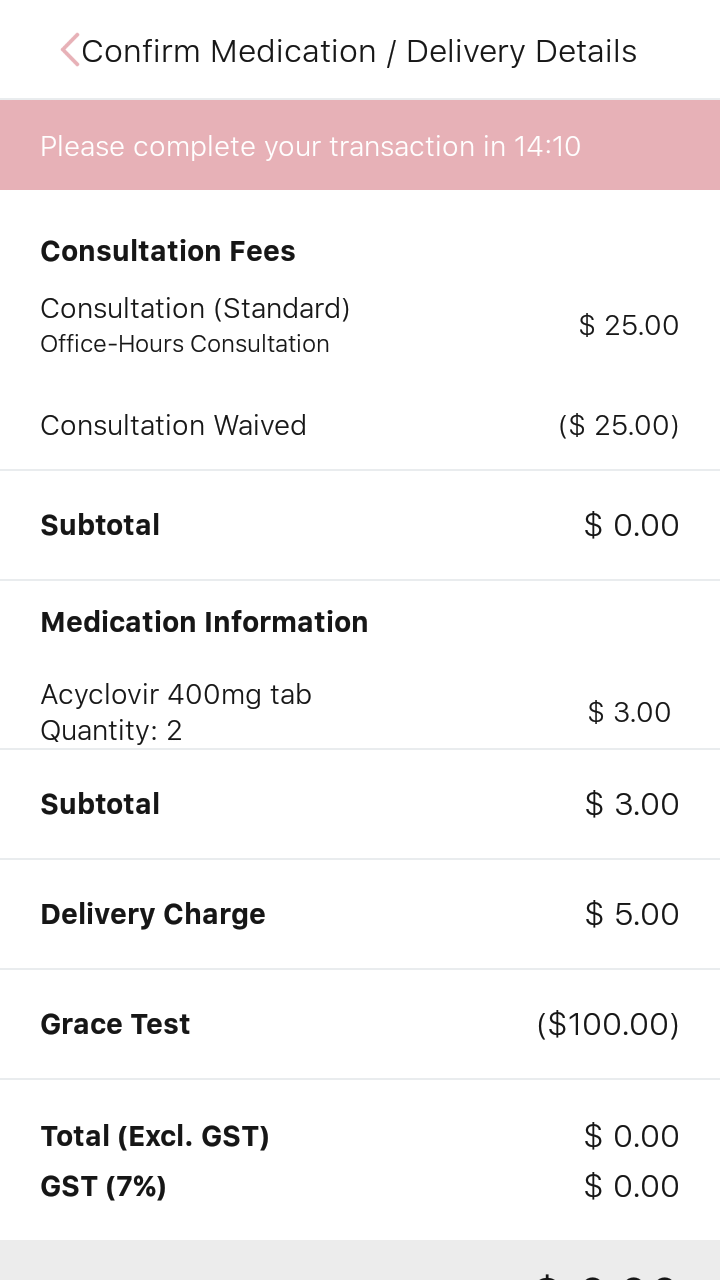 Confirm Medication / Delivery Details
Please complete your transaction in 14:10
Consultation Fees
Consultation (Standard)
Office-Hours Consultation
$ 25.00
Consultation Waived ($ 25.00)
Subtotal $ 0.00
Medication Information
Acyclovir 400mg tab
Quantity: 2
$ 3.00
Subtotal $ 3.00
Delivery Charge $ 5.00
Grace Test ($100.00)
Total (Excl. GST) $ 0.00
GST (7%) $ 0.00